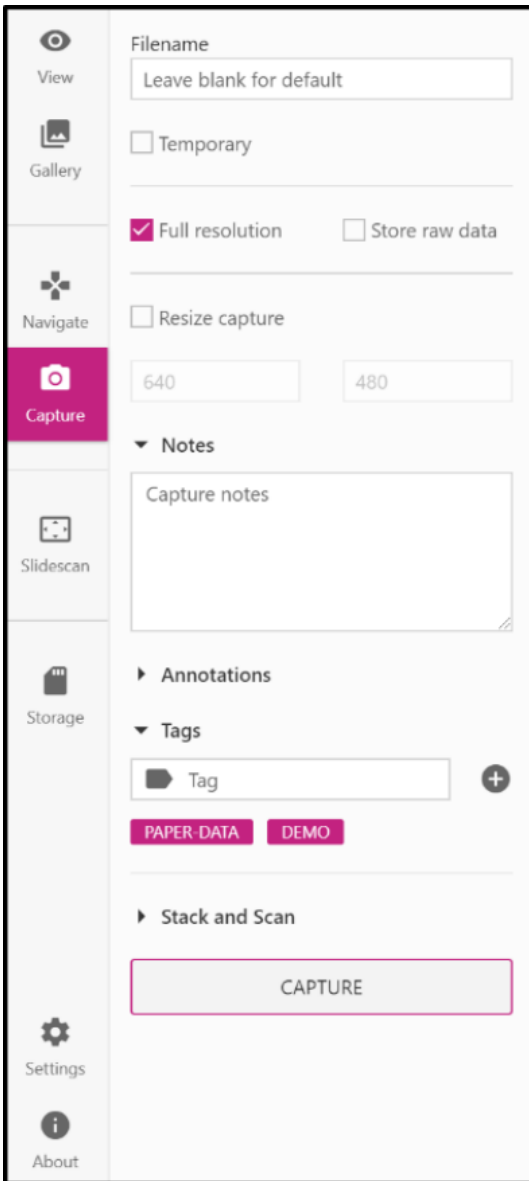 View
Gallery
Navigate
Capture
Slidescan
Storage
Settings
About
Filename
Leave blank for default
Temporary
Full resolution
Store raw data
Resize capture
640
480
Notes
Capture notes
Annotations
Tags
Tag
PAPER-DATA
DEMO
Stack and Scan
CAPTURE